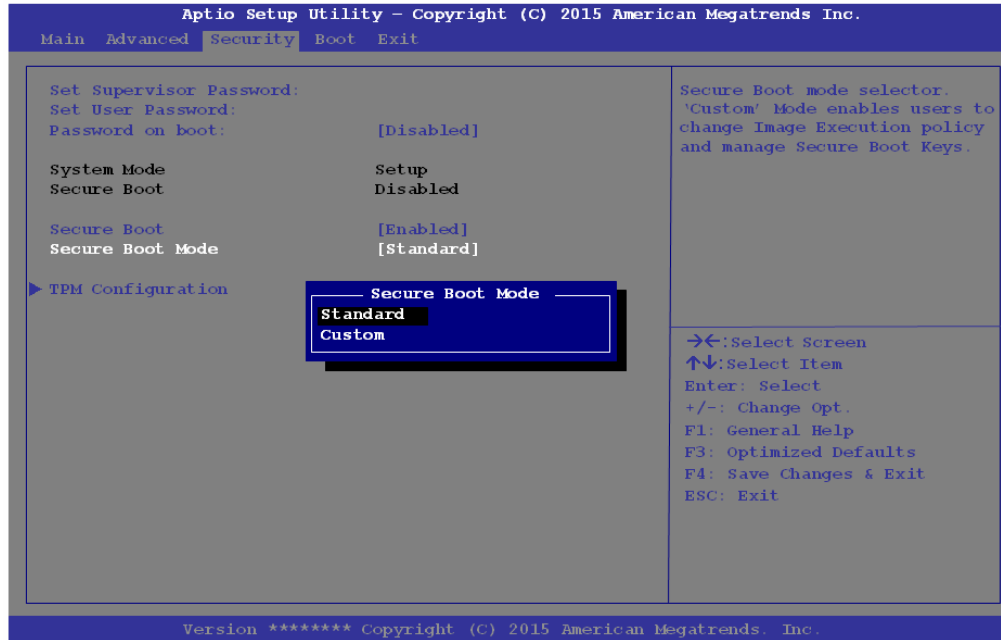 Aptio Setup Utility – Copyright (C) 2015 American Megatrends Inc.
Main Advanced Security Boot Exit
Set Supervisor Password:
Set User Password:
Password on boot: [Disabled]
System Mode Setup
Secure Boot Disabled
Secure Boot [Enabled]
Secure Boot Mode [Standard]
TPM Configuration
Secure Boot Mode
Standard
Custom
Secure Boot mode selector.
'Custom' Mode enables users to
change Image Execution policy
and manage Secure Boot Keys.
→←:Select Screen
↑↓:Select Item
Enter: Select
+/-: Change Opt.
F1: General Help
F3: Optimized Defaults
F4: Save Changes & Exit
ESC: Exit
Version ******** Copyright (C) 2015 American Megatrends. Inc.